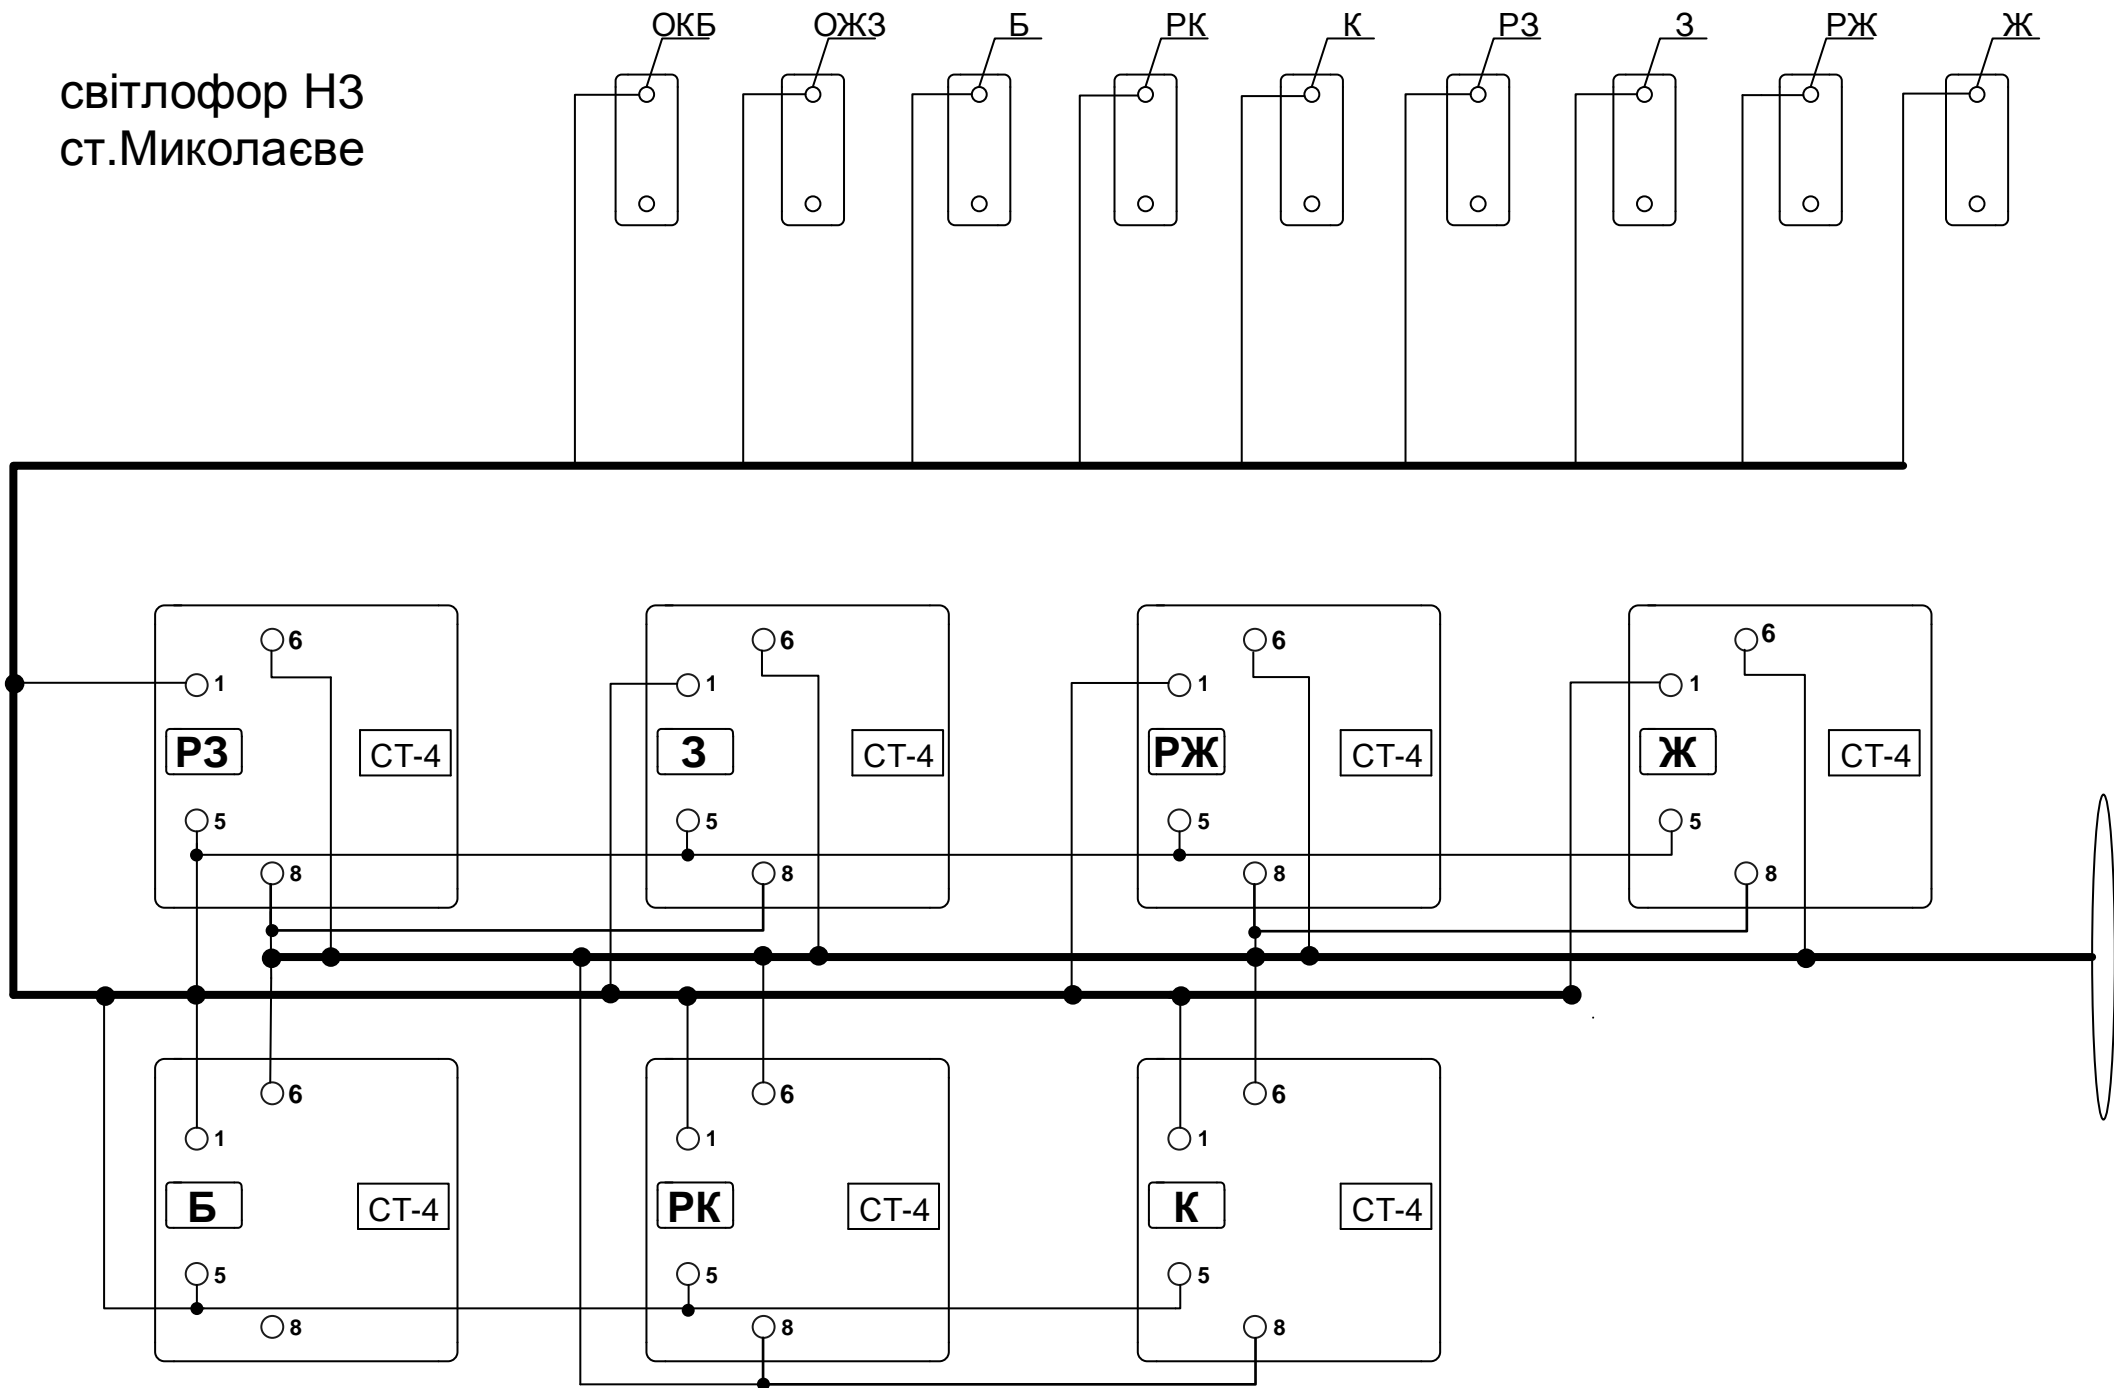 ОКБ ОЖЗ Б РК К РЗ З РЖ Ж
світлофор Н3
ст.Миколаєве
6 6 6 6
1 1 1 1
РЗ СТ-4 З СТ-4 РЖ СТ-4 Ж СТ-4
5 5 5 5
8 8 8 8
6 6 6
1 1 1
Б СТ-4 РК СТ-4 К СТ-4
5 5 5
8 8 8